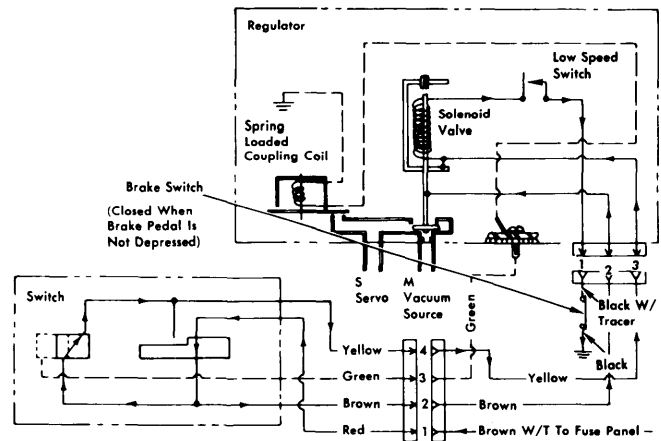 Regulator
Low Speed
Switch
Solenoid
Valve
Spring
Loaded
Coupling Coil
Brake Switch
(Closed When
Brake Pedal Is
Not Depressed)
1 2 3
S
Servo
M
Vacuum
Source
Green
Black W/
Tracer
Black
Switch
Yellow
4
Yellow
Green
3
Brown
2
Brown
Red
1
Brown W/T To Fuse Panel